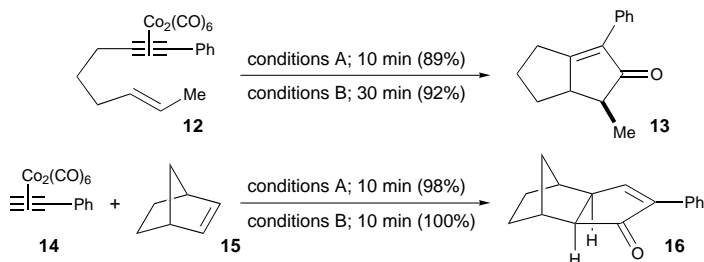 Co2(CO)6
Ph
Me
12
conditions A; 10 min (89%)
conditions B; 30 min (92%)
Ph
O
Me
13
Co2(CO)6
Ph
14
+
15
conditions A; 10 min (98%)
conditions B; 10 min (100%)
H
H
O
Ph
16